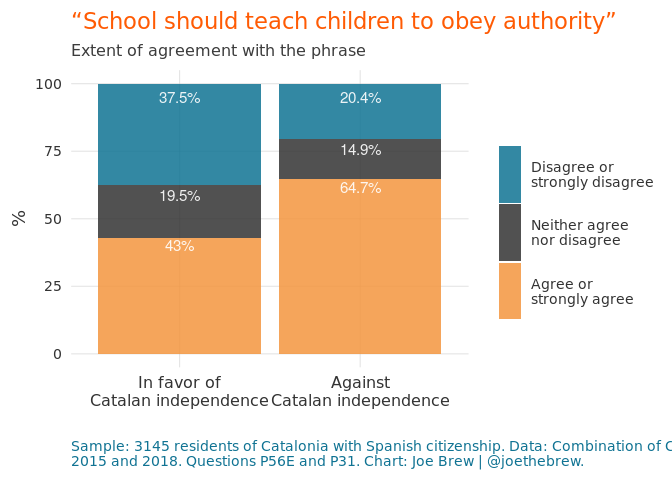 “School should teach children to obey authority”
Extent of agreement with the phrase
100
75
50
25
0
%
37.5%
19.5%
43%
20.4%
14.9%
64.7%
In favor of
Catalan independence
Against
Catalan independence
Disagree or
strongly disagree
Neither agree
nor disagree
Agree or
strongly agree
Sample: 3145 residents of Catalonia with Spanish citizenship. Data: Combination of
2015 and 2018. Questions P56E and P31. Chart: Joe Brew | @joethebrew.